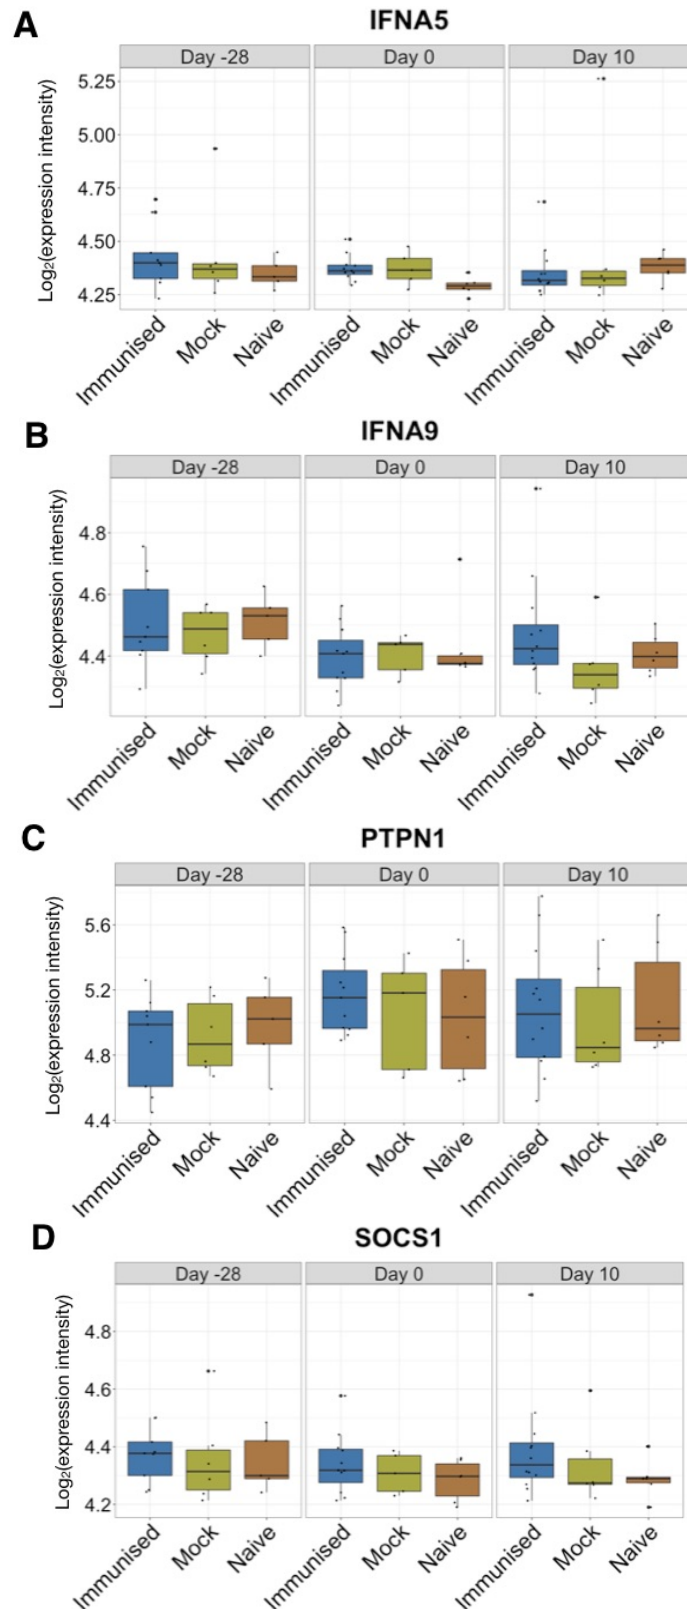 A
IFNA5
Day -28 Day 0 Day 10
Log₂(expression intensity)
5.25
5.00
4.75
4.50
4.25
Immunised Mock Naive Immunised Mock Naive Immunised Mock Naive
B
IFNA9
Day -28 Day 0 Day 10
Log₂(expression intensity)
4.8
4.6
4.4
Immunised Mock Naive Immunised Mock Naive Immunised Mock Naive
C
PTPN1
Day -28 Day 0 Day 10
Log₂(expression intensity)
5.6
5.2
4.8
4.4
Immunised Mock Naive Immunised Mock Naive Immunised Mock Naive
D
SOCS1
Day -28 Day 0 Day 10
Log₂(expression intensity)
4.8
4.6
4.4
4.2
Immunised Mock Naive Immunised Mock Naive Immunised Mock Naive